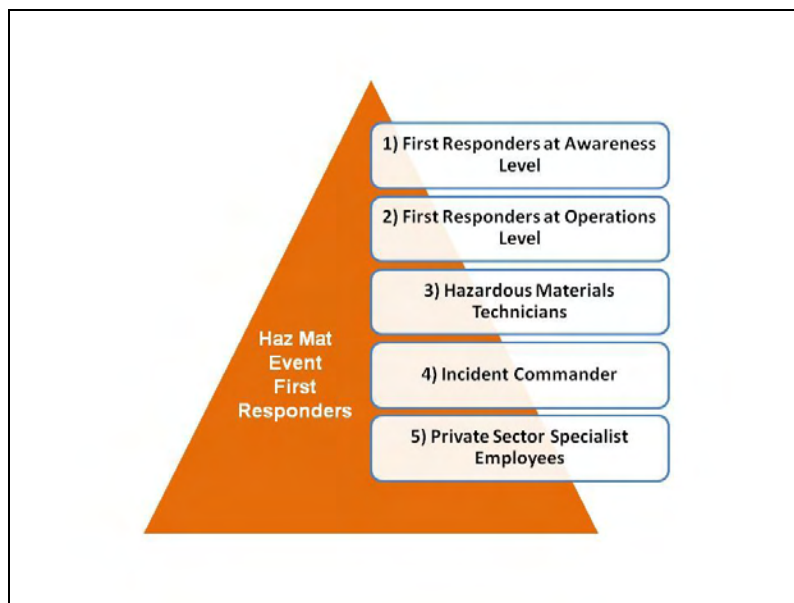 1) First Responders at Awareness
Level
2) First Responders at Operations
Level
3) Hazardous Materials
Technicians
Haz Mat
Event
First
Responders
4) Incident Commander
5) Private Sector Specialist
Employees